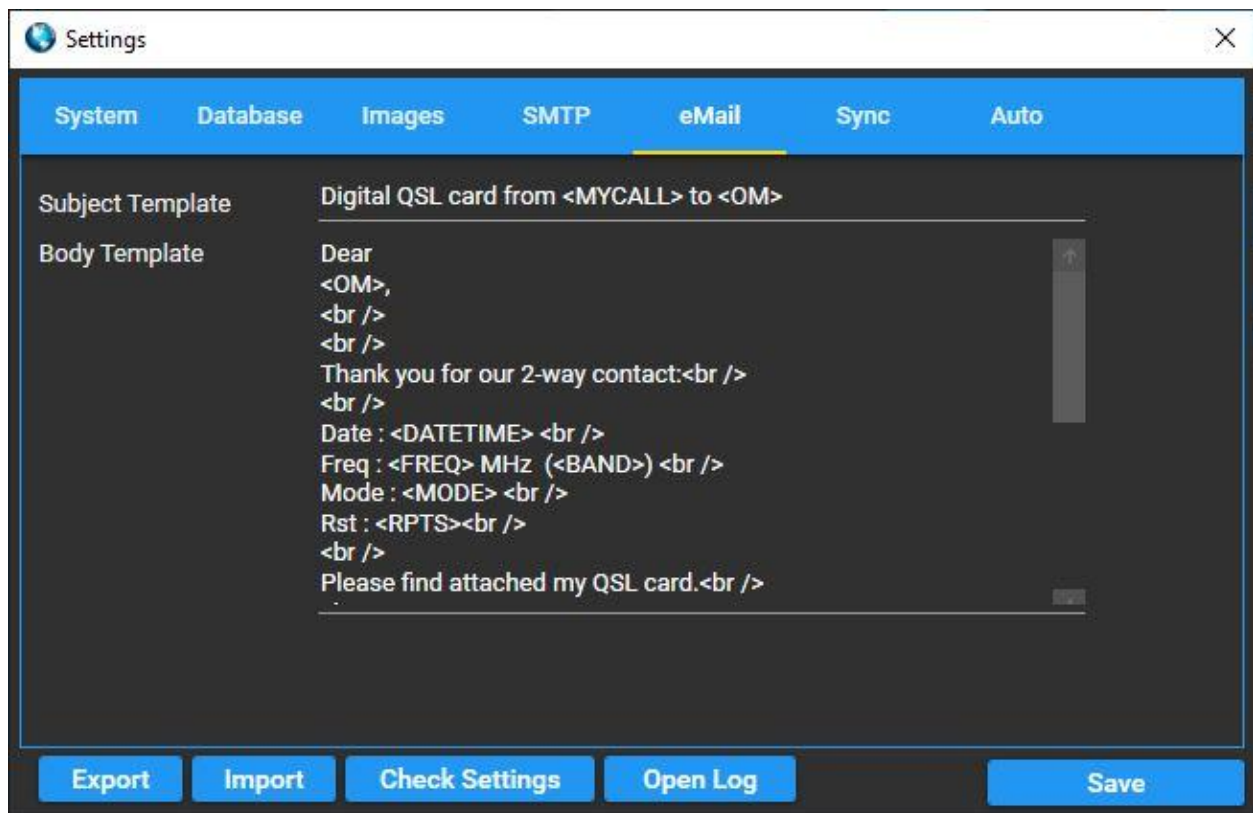 Settings
System Database Images SMTP eMail Sync Auto
Subject Template Digital QSL card from <MYCALL> to <OM>
Body Template Dear
<OM>,
<br />
<br />
Thank you for our 2-way contact:<br />
<br />
Date : <DATETIME> <br />
Freq : <FREQ> MHz  (<BAND>) <br />
Mode : <MODE> <br />
Rst : <RPTS><br />
<br />
Please find attached my QSL card.<br />
Export Import Check Settings Open Log Save